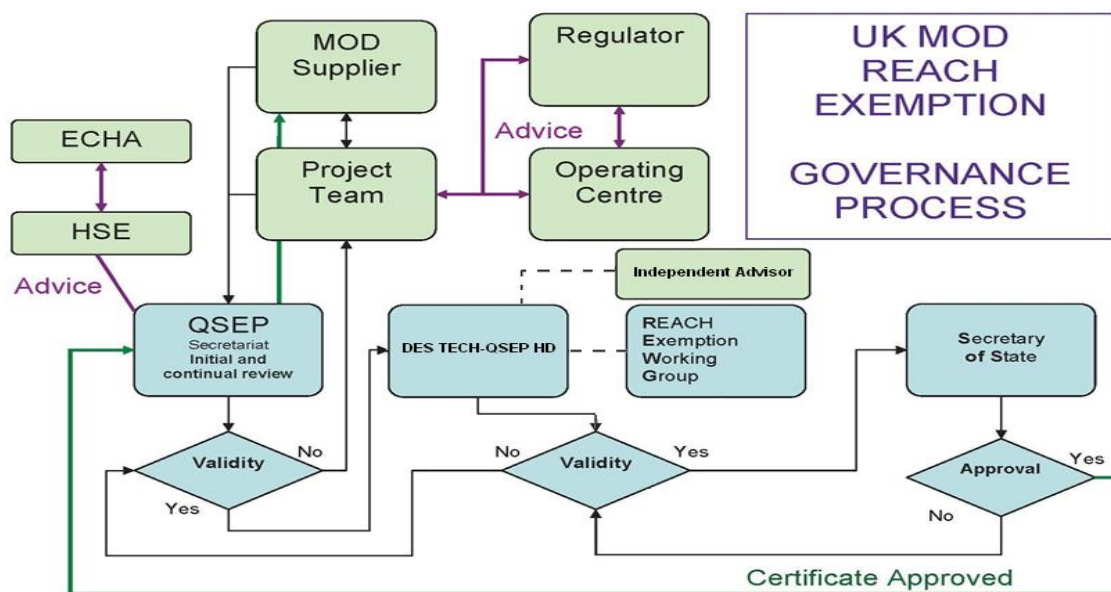 MOD
Supplier
Regulator
UK MOD
REACH
EXEMPTION
GOVERNANCE
PROCESS
ECHA
Advice
Project
Team
Operating
Centre
HSE
Advice
Independent Advisor
QSEP
Secretariat
Initial and
continual review
DES TECH-QSEP HD
REACH
Exemption
Working
Group
Secretary
of State
Validity
No
Yes
No
Validity
Yes
Approval
Yes
No
Certificate Approved